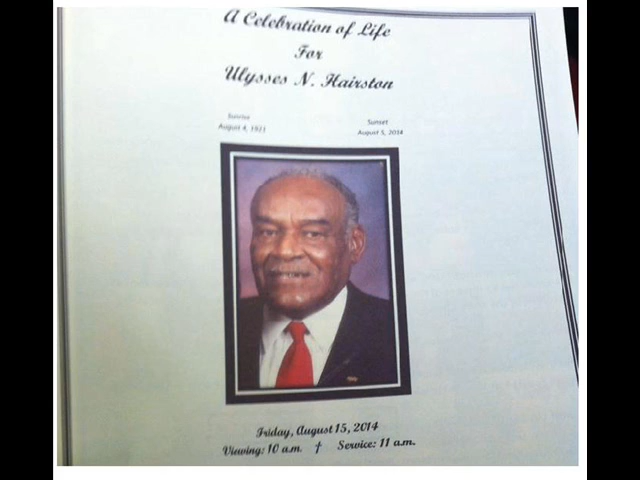 A Celebration of Life
For
Ulysses N. Hairston
Sunrise
August 4, 1921
Sunset
August 5, 2014
Friday, August 15, 2014
Viewing: 10 a.m. † Service: 11 a.m.